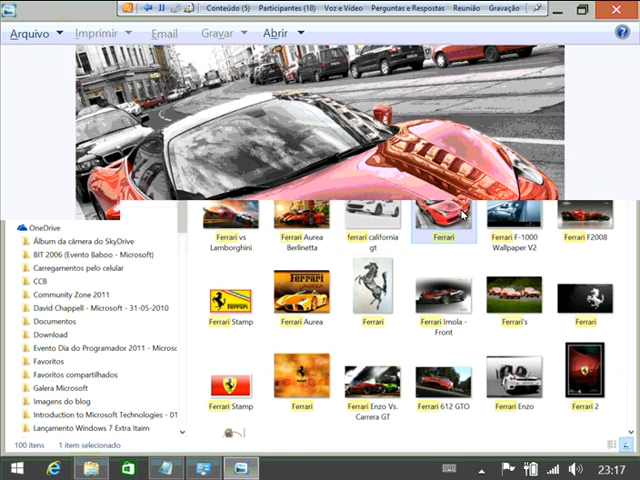 Conteúdo (5) Participantes (18) Voz e Vídeo Perguntas e Respostas Reunião Gravação
Arquivo Imprimir Email Gravar Abrir
OneDrive
Álbum da câmera do SkyDrive
BIT 2006 (Evento Baboo - Microsoft)
Carregamentos pelo celular
CCB
Community Zone 2011
David Chappell - Microsoft - 31-05-2010
Documentos
Download
Evento Dia do Programador 2011 - Micros
Favoritos
Favoritos compartilhados
Galera Microsoft
Imagens do blog
Introduction to Microsoft Technologies - 01
Lançamento Windows 7 Extra Itaim
Ferrari vs Lamborghini
Ferrari Aurea Berlinetta
ferrari california gt
Ferrari
Ferrari F-1000 Wallpaper V2
Ferrari F2008
Ferrari Stamp
Ferrari Aurea
Ferrari
Ferrari Imola - Front
Ferrari's
Ferrari
Ferrari Stamp
Ferrari
Ferrari Enzo Vs. Carrera GT
Ferrari 612 GTO
Ferrari Enzo
Ferrari 2
100 itens 1 item selecionado
23:17